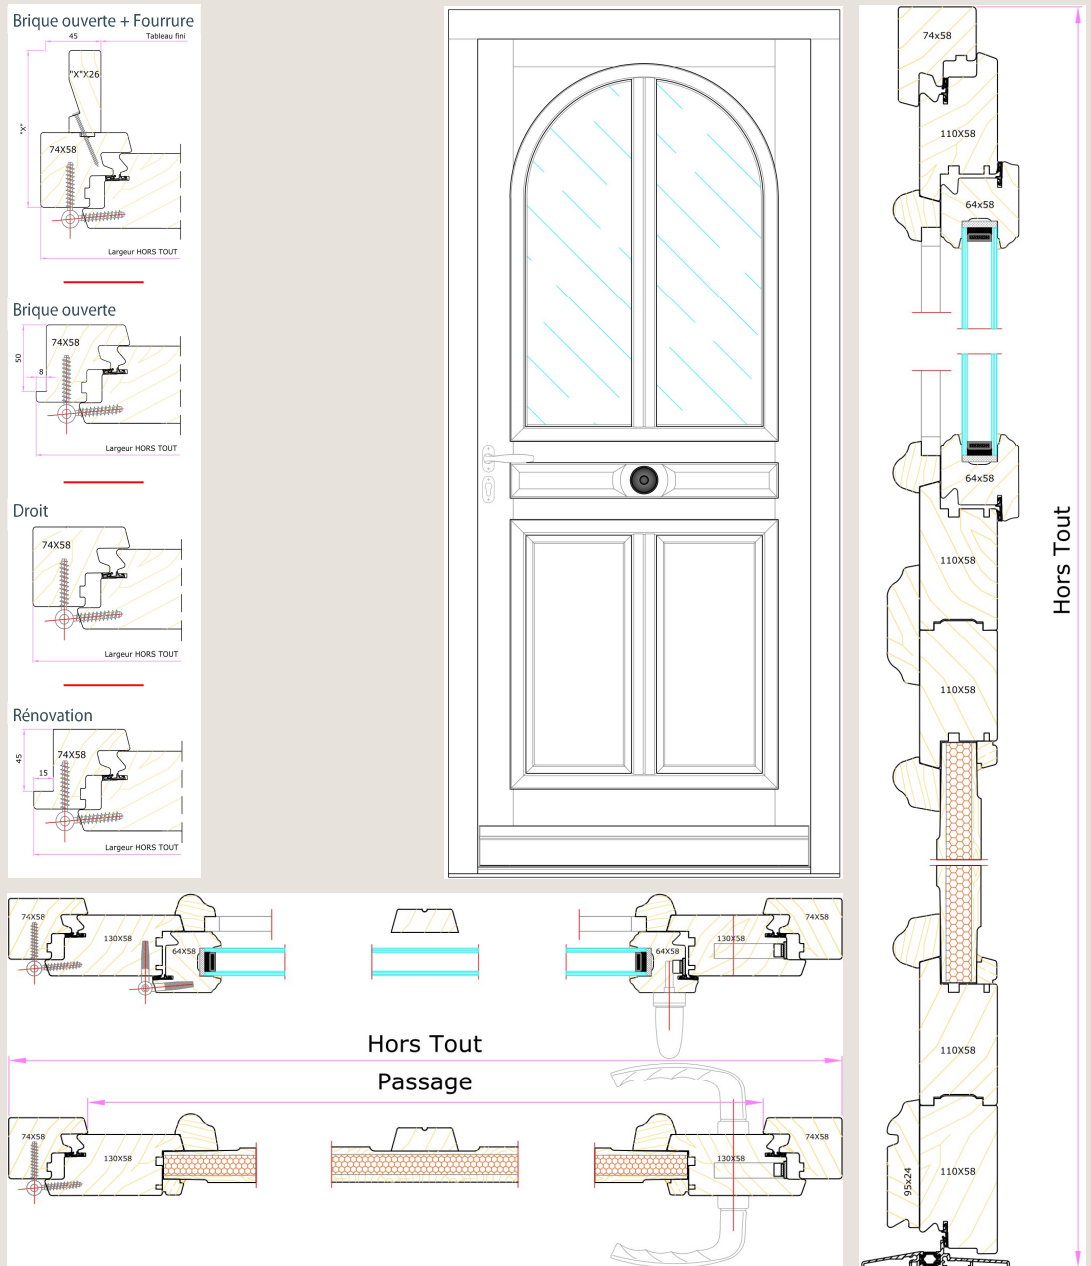 Brique ouverte + Fourrure
45
Tableau fini
"X"X26
"X"
74X58
Largeur HORS TOUT
Brique ouverte
74X58
50
8
Largeur HORS TOUT
Droit
74X58
Largeur HORS TOUT
Rénovation
74X58
45
15
Largeur HORS TOUT
74x58
110X58
64x58
64x58
110X58
110X58
110X58
110X58
95x24
Hors Tout
74X58
130X58
64X58
64X58
130X58
74X58
Hors Tout
Passage
74X58
130X58
130X58
74X58